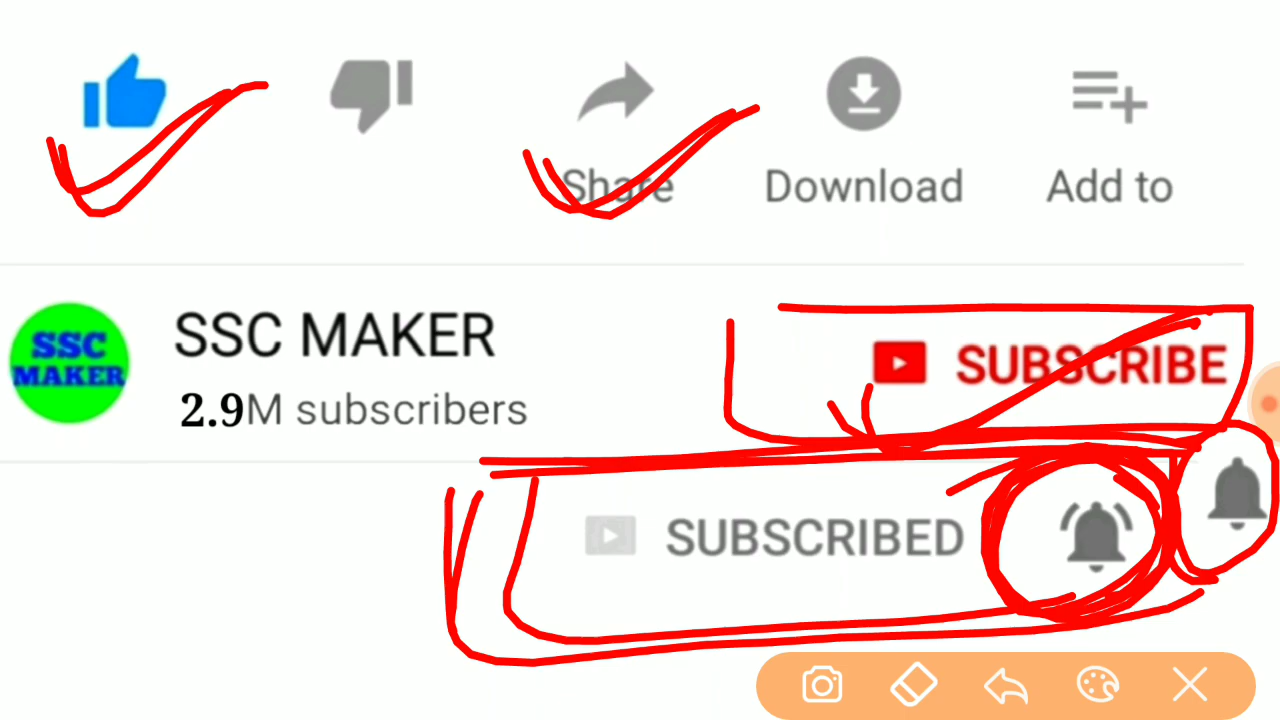 Share Download Add to
SSC
MAKER
SSC MAKER
2.9M subscribers
SUBSCRIBE
SUBSCRIBED